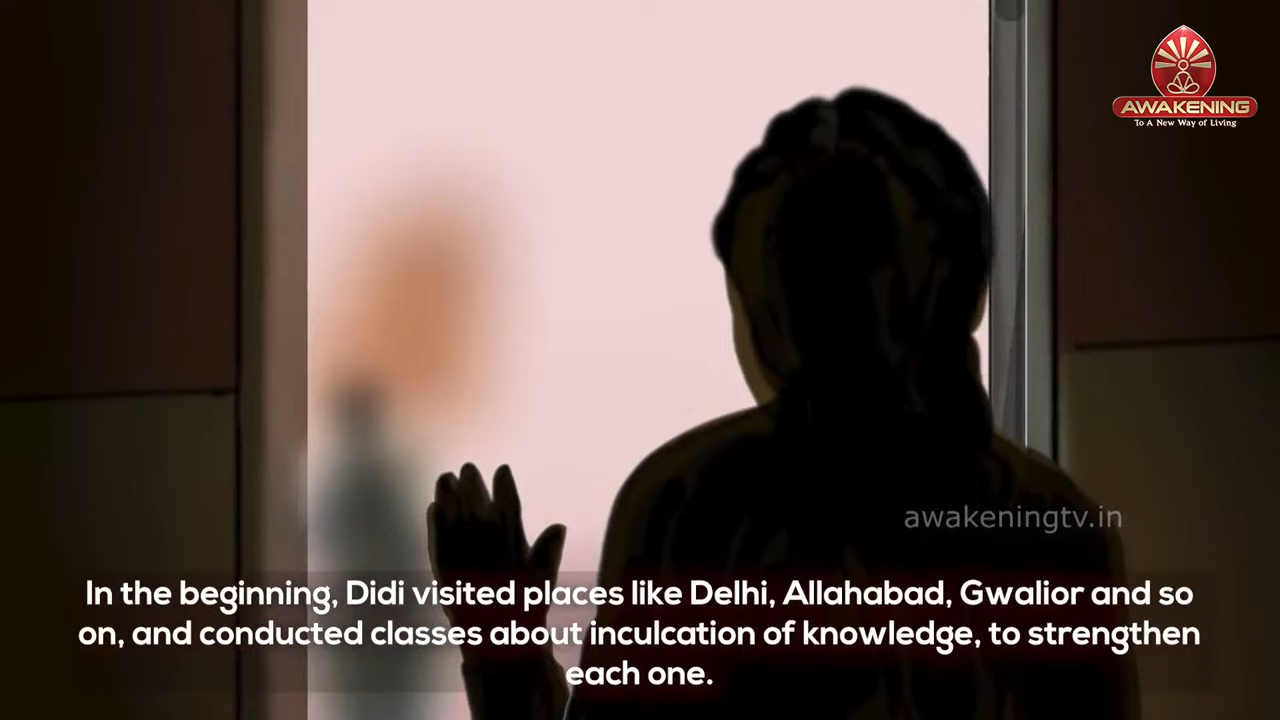 AWAKENING
To A New Way of Living
awakeningtv.in
In the beginning, Didi visited places like Delhi, Allahabad, Gwalior and so
on, and conducted classes about inculcation of knowledge, to strengthen
each one.